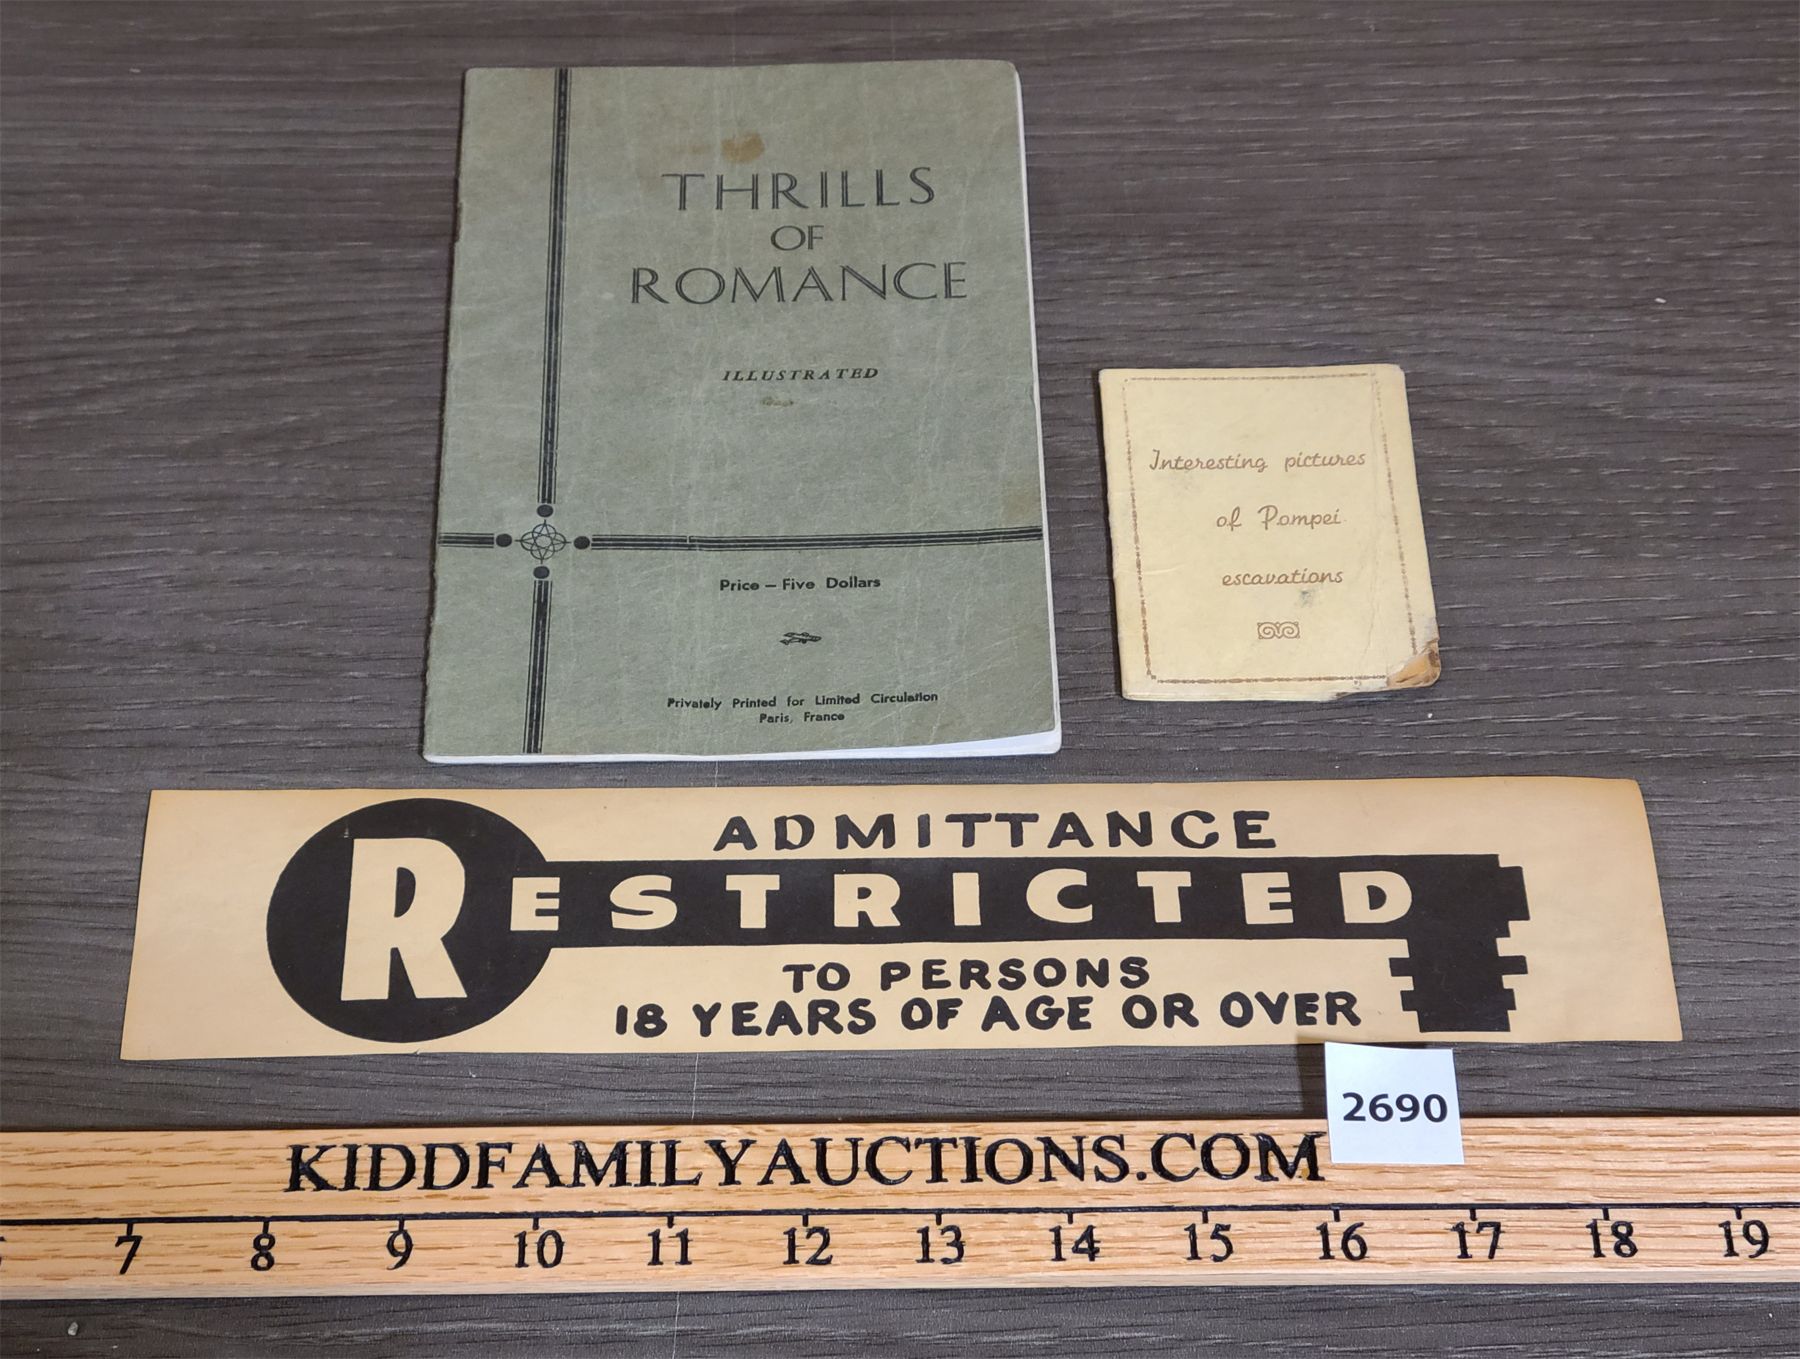 THRILLS
OF
ROMANCE
ILLUSTRATED
Price — Five Dollars
Privately Printed for Limited Circulation
Paris, France
Interesting pictures
of Pompei
escavations
ADMITTANCE
RESTRICTED
TO PERSONS
18 YEARS OF AGE OR OVER
2690
KIDDFAMILYAUCTIONS.COM
7 8 9 10 11 12 13 14 15 16 17 18 19